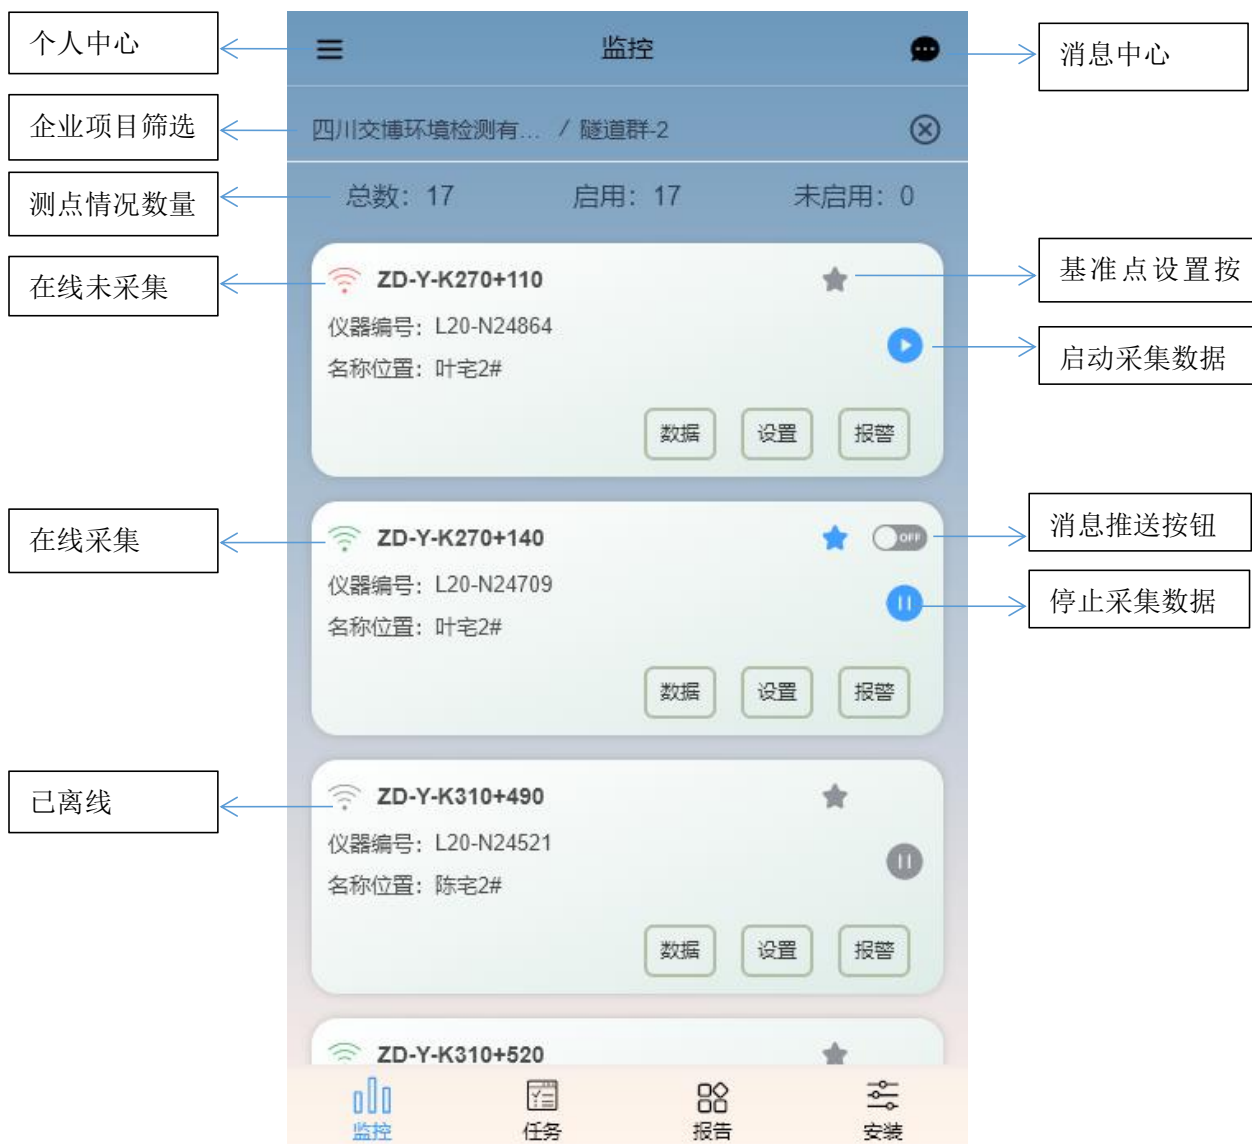 个人中心
监控
消息中心
企业项目筛选
四川交博环境检测有... / 隧道群-2
测点情况数量
总数：17
启用：17
未启用：0
在线未采集
ZD-Y-K270+110
基准点设置按
仪器编号：L20-N24864
名称位置：叶宅2#
启动采集数据
数据
设置
报警
在线采集
ZD-Y-K270+140
OFF
消息推送按钮
仪器编号：L20-N24709
名称位置：叶宅2#
停止采集数据
数据
设置
报警
已离线
ZD-Y-K310+490
仪器编号：L20-N24521
名称位置：陈宅2#
数据
设置
报警
ZD-Y-K310+520
监控
任务
报告
安装